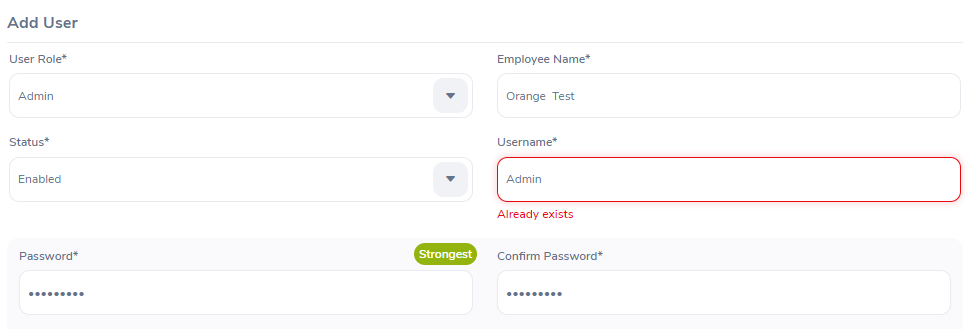 Add User
User Role*
Employee Name*
Admin
Orange  Test
Status*
Username*
Enabled
Admin
Already exists
Password*
Strongest
Confirm Password*
•••••••••
•••••••••